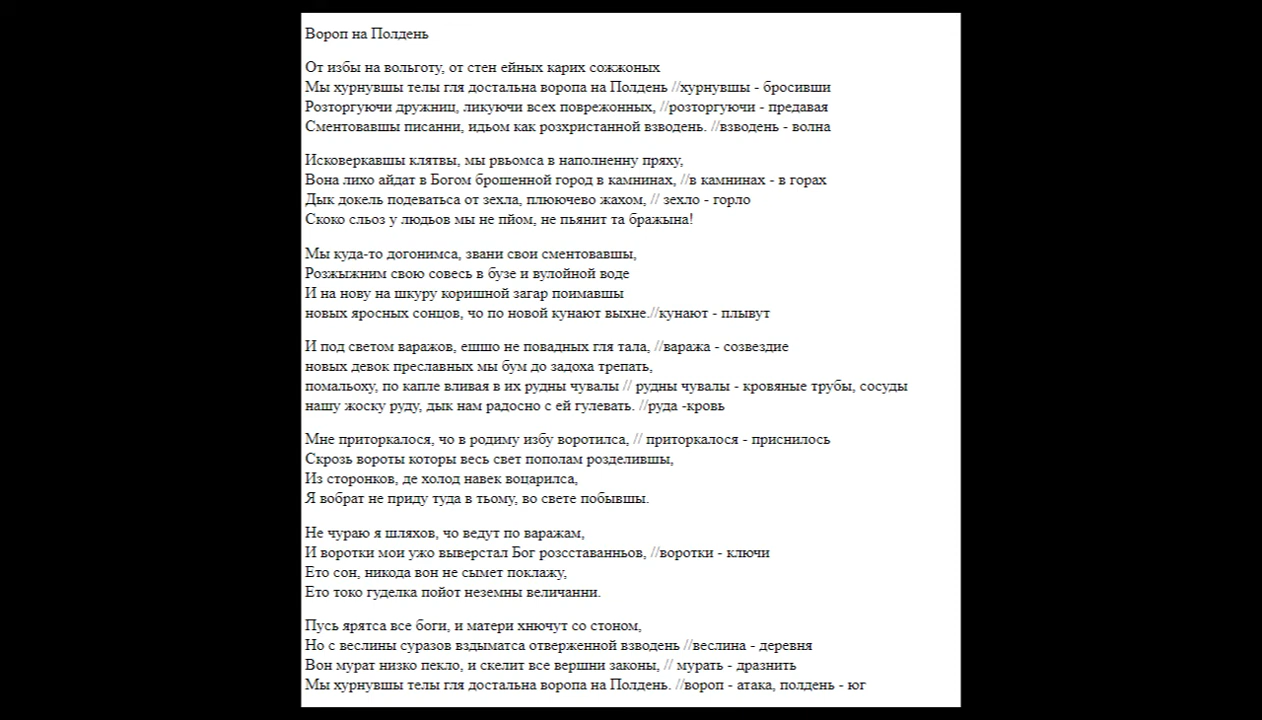 Вороп на Полдень
От избы на вольготу, от стен ейных карих сожжоных
Мы хурнувшы телы гля достальна воропа на Полдень //хурнувшы - бросивши
Розторгуючи дружниц, ликуючи всех поврежонных, //розторгуючи - предавая
Сментовавшы писанни, идьом как розхристанной взводень. //взводень - волна
Исковеркавшы клятвы, мы рвьомса в наполненну пряху,
Вона лихо айдат в Богом брошенной город в камнинах, //в камнинах - в горах
Дык докель подеваться от зехла, плюючево жахом, // зехло - горло
Скоко сльоз у людьов мы не пйом, не пьянит та бражына!
Мы куда-то догонимса, звани свои сментовавшы,
Розжыжним свою совесь в бузе и вулойной воде
И на нову на шкуру коришной загар поимавшы
новых яросных сонцов, чо по новой кунают выхне.//кунают - плывут
И под светом варажов, ешшо не повадных гля тала, //ваража - созвездие
новых девок преславных мы бум до задоха трепать,
помальоху, по капле вливая в их рудны чувалы // рудны чувалы - кровяные трубы, сосуды
нашу жоску руду, дык нам радосно с ей гулевать. //руда -кровь
Мне приторкалося, чо в родиму избу воротилса, // приторкалося - приснилось
Скрозь вороты которы весь свет пополам розделившы,
Из сторонков, де холод навек воцарилса,
Я вобрат не приду туда в тьому, во свете побывшы.
Не чураю я шляхов, чо ведут по варажам,
И воротки мои ужо выверстал Бог розсставанньов, //воротки - ключи
Ето сон, никода вон не сымет поклажу,
Ето токо гуделка пойот неземны величанни.
Пусь ярятса все боги, и матери хнючут со стоном,
Но с веслины суразов вздыматса отверженной взводень //веслина - деревня
Вон мурат низко пекло, и скелит все вершни законы, // мурать - дразнить
Мы хурнувшы телы гля достальна воропа на Полдень. //вороп - атака, полдень - юг